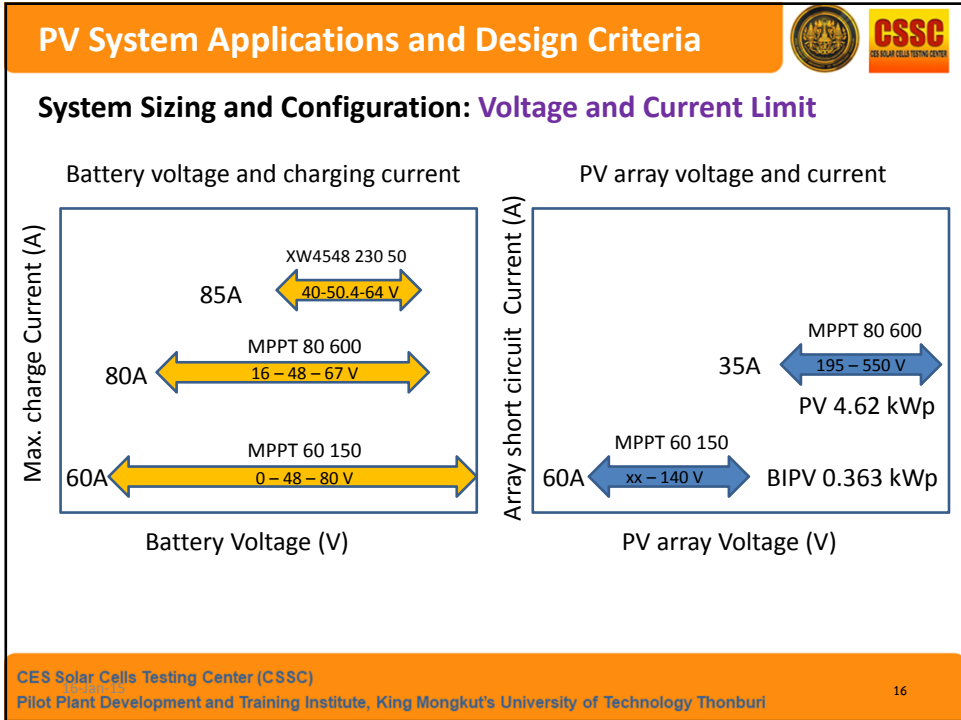 PV System Applications and Design Criteria
CSSC
CES SOLAR CELLS TESTING CENTER
System Sizing and Configuration: Voltage and Current Limit
Battery voltage and charging current
Max. charge Current (A)
XW4548 230 50
85A
40-50.4-64 V
MPPT 80 600
80A
16 – 48 – 67 V
MPPT 60 150
60A
0 – 48 – 80 V
Battery Voltage (V)
PV array voltage and current
Array short circuit Current (A)
MPPT 80 600
35A
195 – 550 V
PV 4.62 kWp
MPPT 60 150
60A
xx – 140 V
BIPV 0.363 kWp
PV array Voltage (V)
CES Solar Cells Testing Center (CSSC)
16-Jan-15
Pilot Plant Development and Training Institute, King Mongkut's University of Technology Thonburi
16